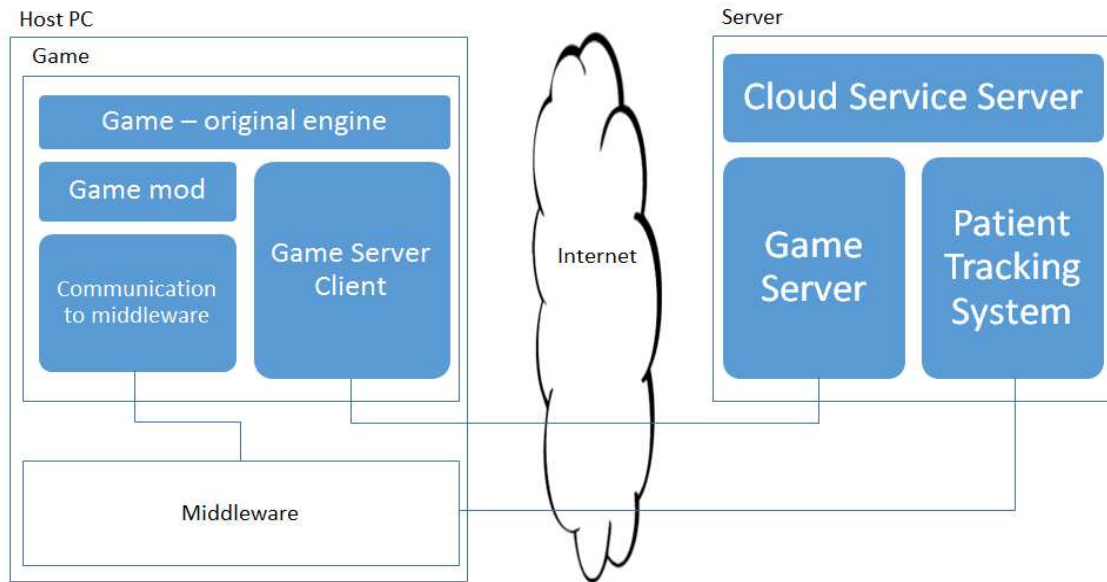 Host PC
Game
Game – original engine
Game mod
Communication
to middleware
Game Server
Client
Middleware
Internet
Server
Cloud Service Server
Game
Server
Patient
Tracking
System